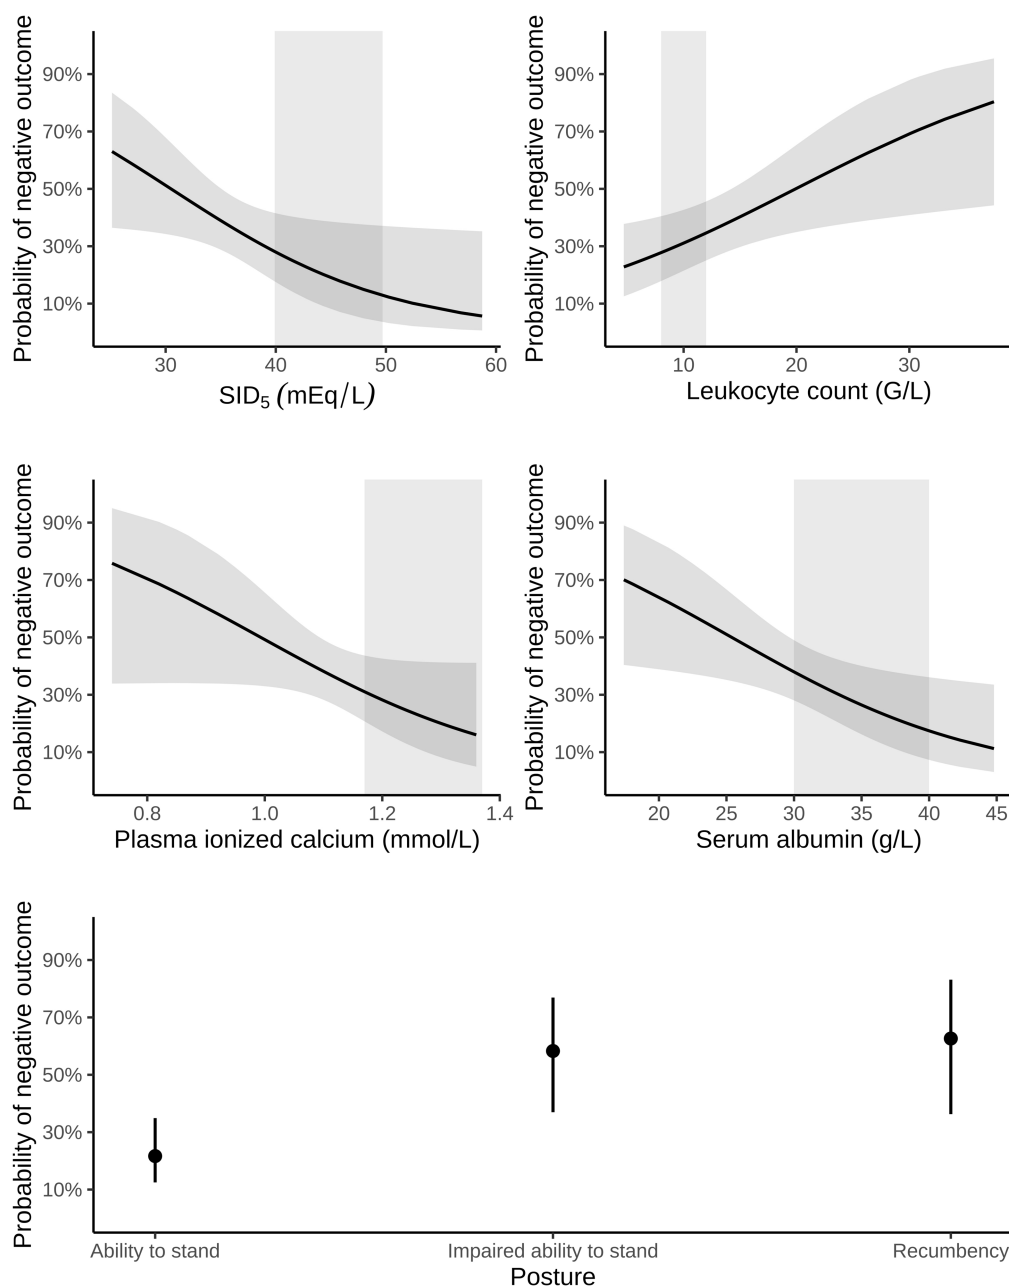 Probability of negative outcome
90%
70%
50%
30%
10%
30 40 50 60
SID5 (mEq/L)
Probability of negative outcome
90%
70%
50%
30%
10%
10 20 30
Leukocyte count (G/L)
Probability of negative outcome
90%
70%
50%
30%
10%
0.8 1.0 1.2 1.4
Plasma ionized calcium (mmol/L)
Probability of negative outcome
90%
70%
50%
30%
10%
20 25 30 35 40 45
Serum albumin (g/L)
Probability of negative outcome
90%
70%
50%
30%
10%
Ability to stand Impaired ability to stand Recumbency
Posture